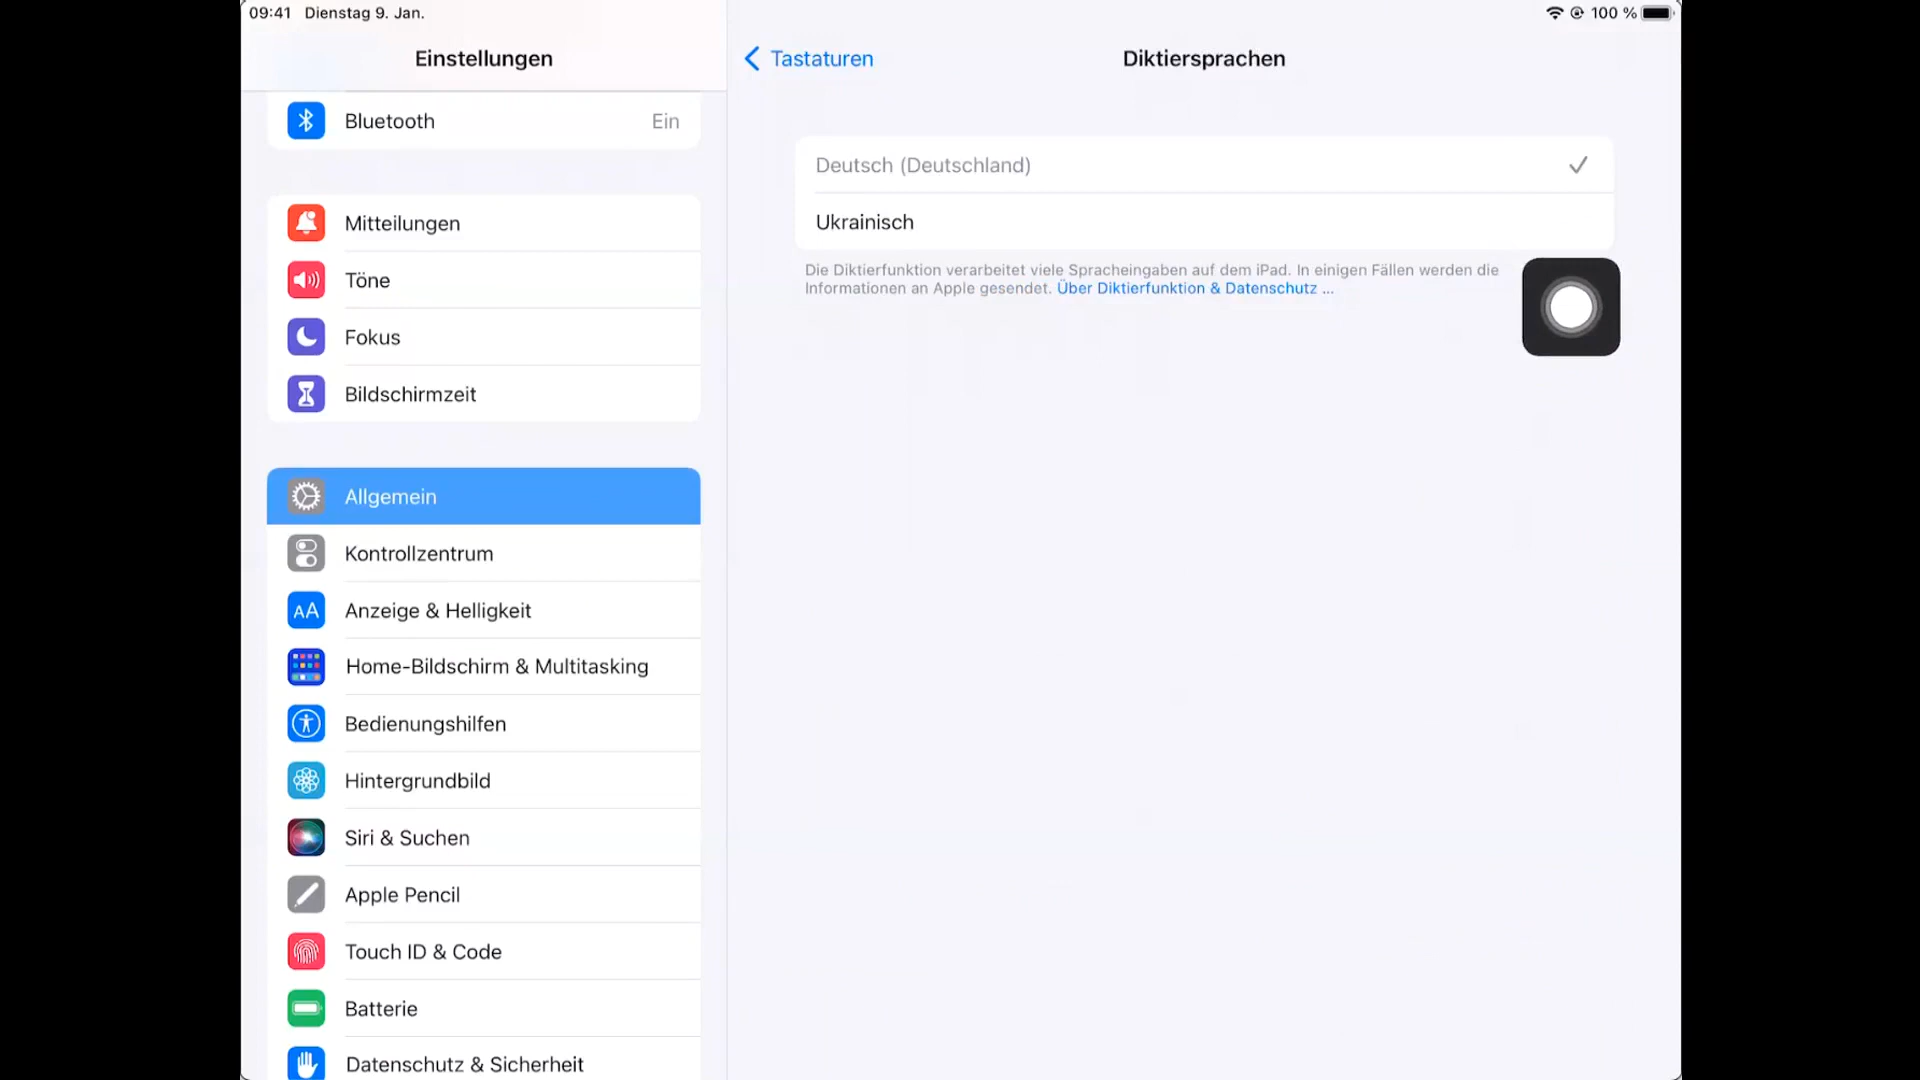 09:41 Dienstag 9. Jan.
100 %
Einstellungen
Bluetooth Ein
Mitteilungen
Töne
Fokus
Bildschirmzeit
Allgemein
Kontrollzentrum
AA Anzeige & Helligkeit
Home-Bildschirm & Multitasking
Bedienungshilfen
Hintergrundbild
Siri & Suchen
Apple Pencil
Touch ID & Code
Batterie
Datenschutz & Sicherheit
Tastaturen
Diktiersprachen
Deutsch (Deutschland)
Ukrainisch
Die Diktierfunktion verarbeitet viele Spracheingaben auf dem iPad. In einigen Fällen werden die
Informationen an Apple gesendet. Über Diktierfunktion & Datenschutz ...